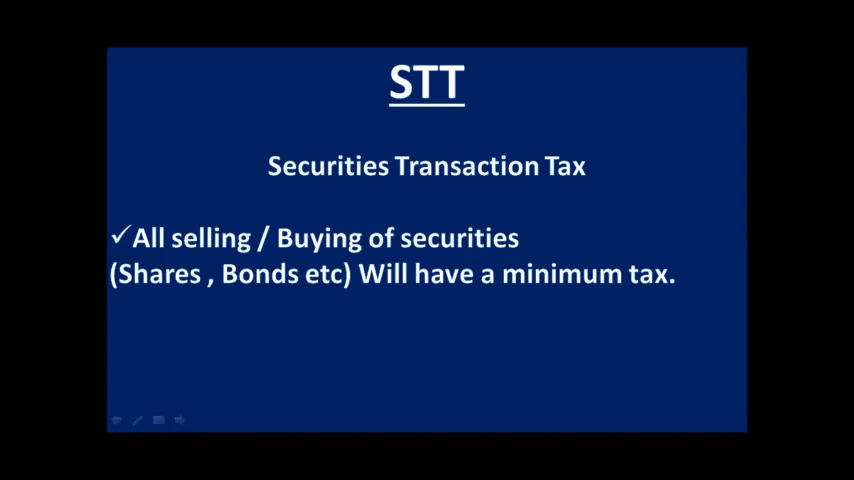 STT
Securities Transaction Tax
✓All selling / Buying of securities
(Shares , Bonds etc) Will have a minimum tax.